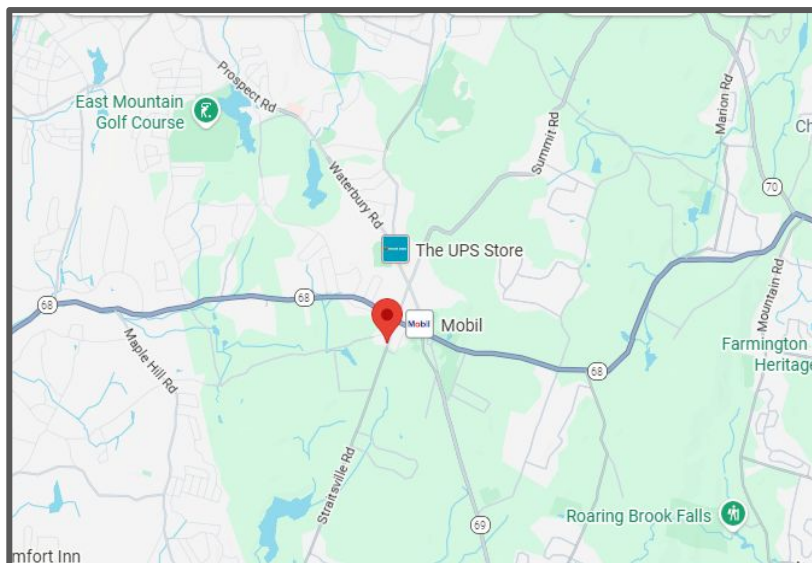 Prospect Rd
East Mountain
Golf Course
Waterbury Rd
Summit Rd
Marion Rd
Ch
70
The UPS Store
68
68
Mobil
Mobil
Maple Hill Rd
Mountain Rd
Farmington
Heritage
68
Straitsville Rd
69
Roaring Brook Falls
mfort Inn